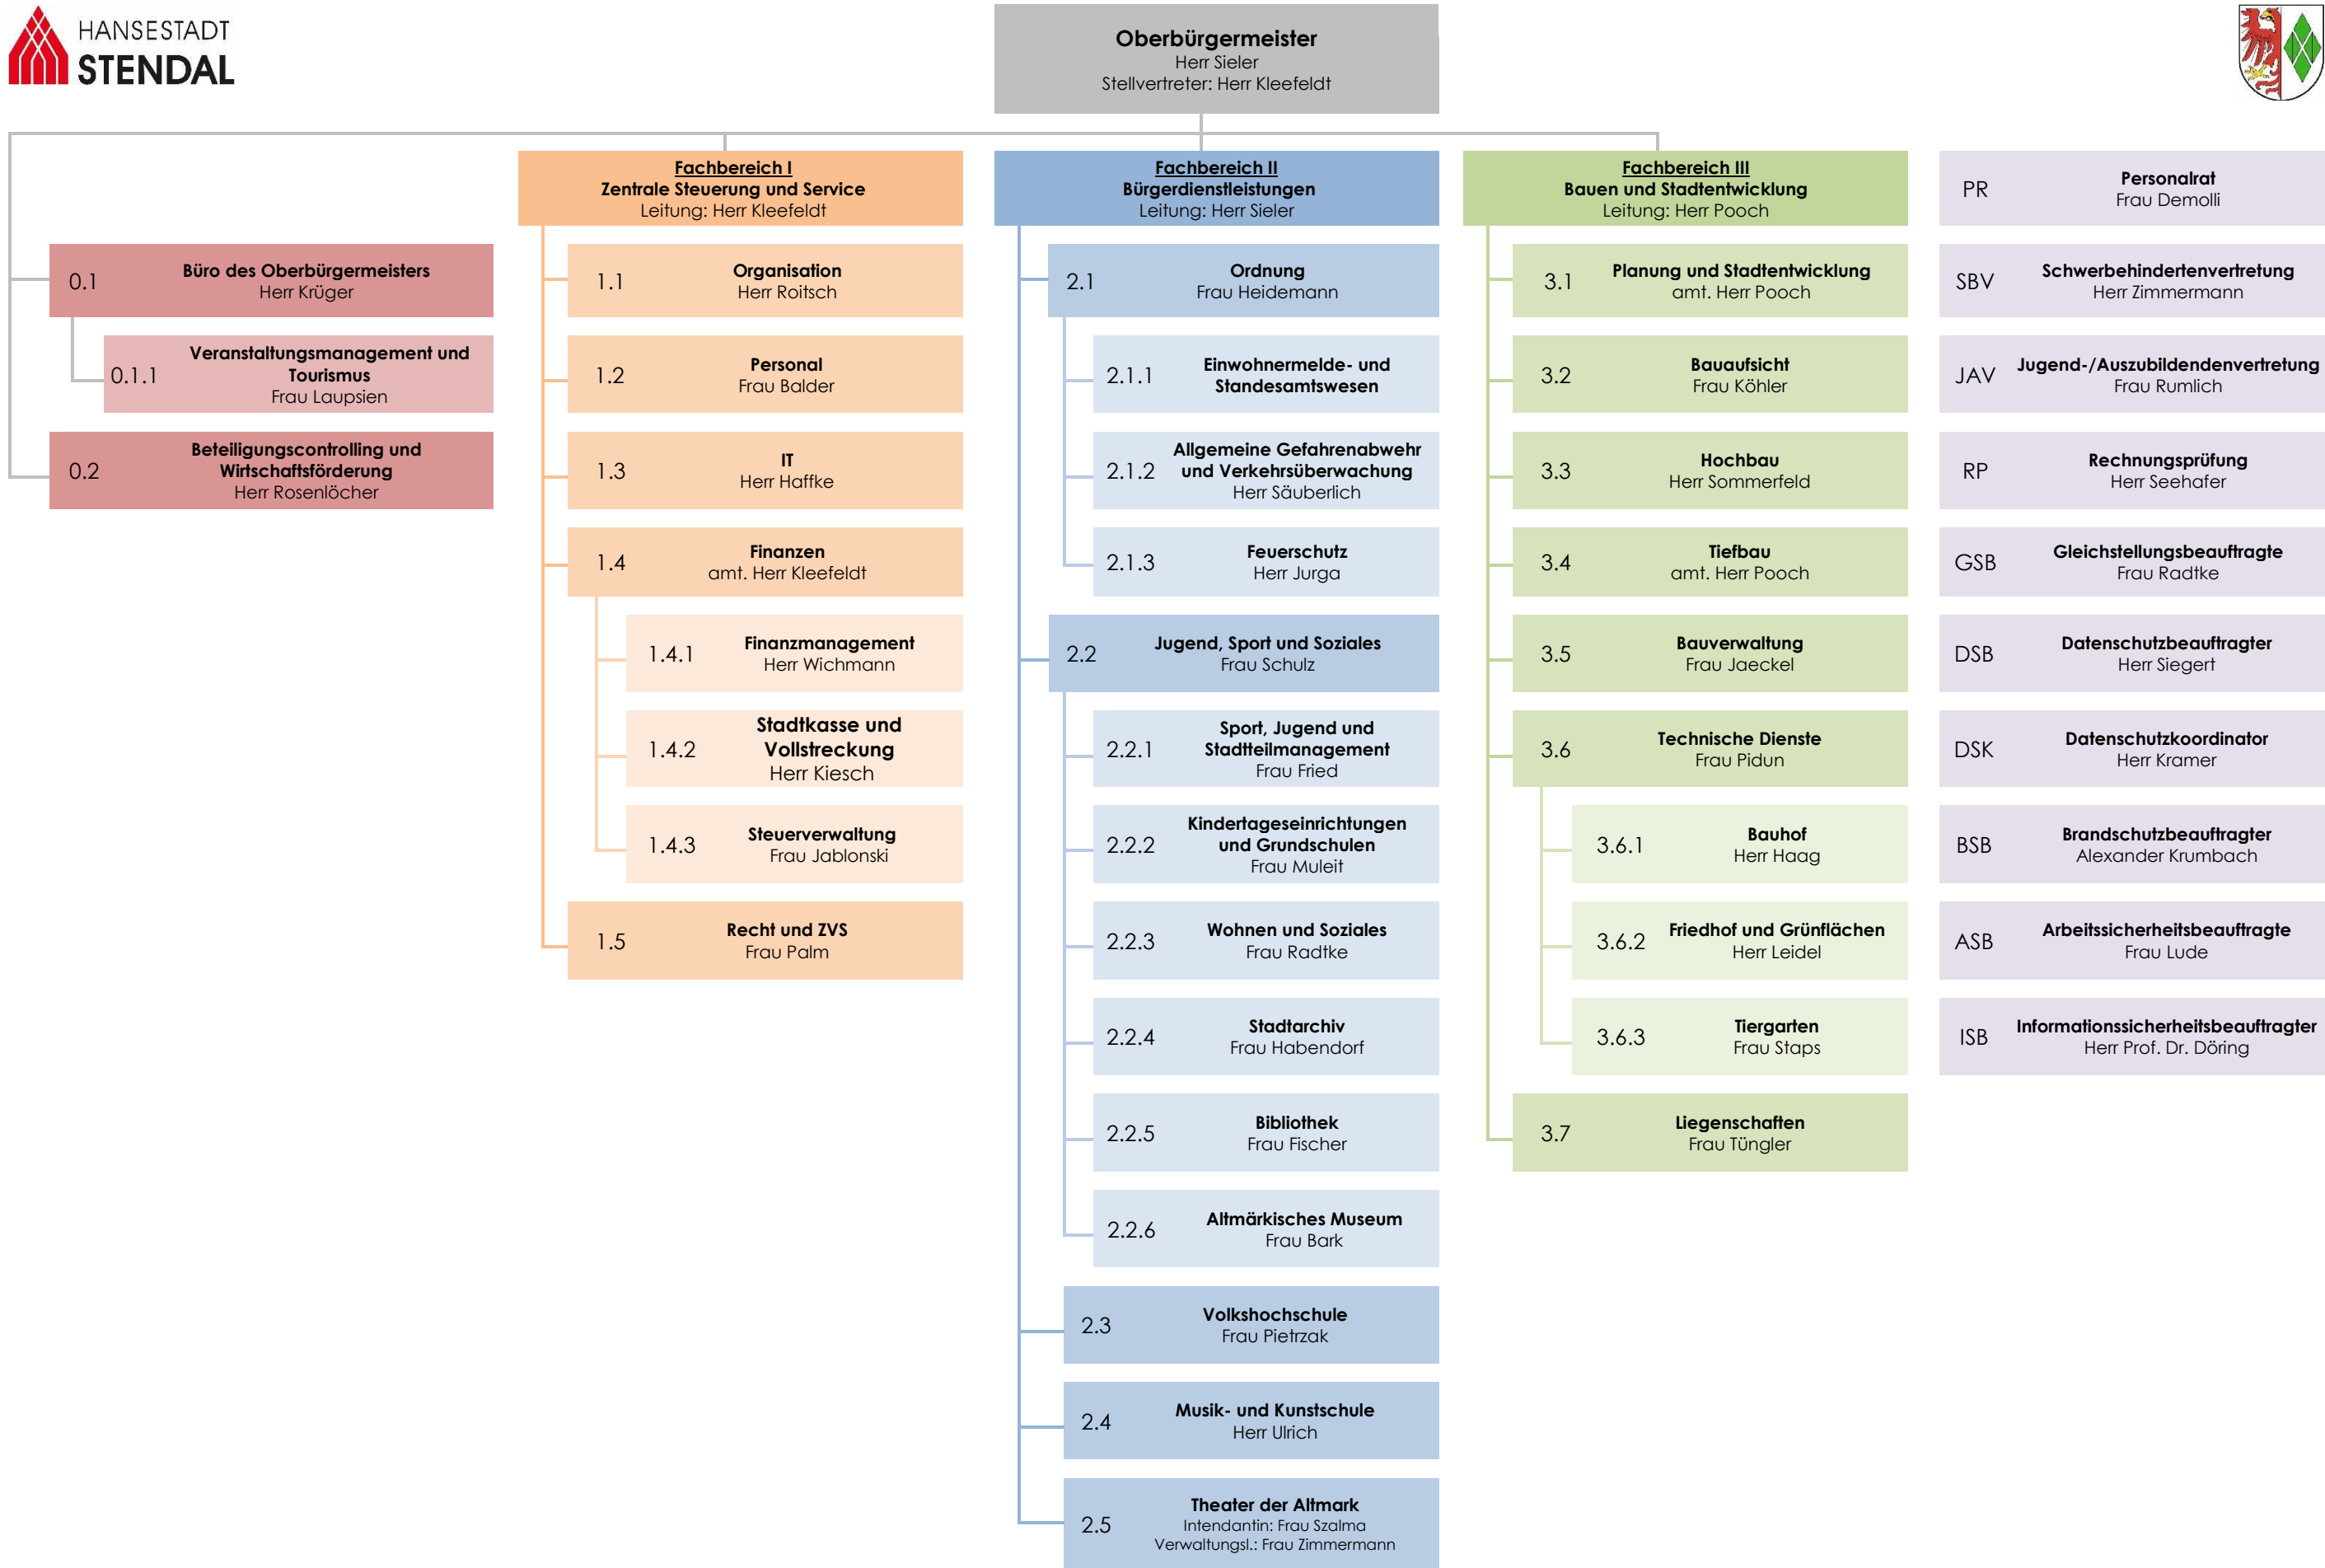 HANSESTADT
STENDAL
Oberbürgermeister
Herr Sieler
Stellvertreter: Herr Kleefeldt
0.1
Büro des Oberbürgermeisters
Herr Krüger
0.1.1
Veranstaltungsmanagement und
Tourismus
Frau Laupsien
0.2
Beteiligungscontrolling und
Wirtschaftsförderung
Herr Rosenlöcher
Fachbereich I
Zentrale Steuerung und Service
Leitung: Herr Kleefeldt
1.1
Organisation
Herr Roitsch
1.2
Personal
Frau Balder
1.3
IT
Herr Haffke
1.4
Finanzen
amt. Herr Kleefeldt
1.4.1
Finanzmanagement
Herr Wichmann
1.4.2
Stadtkasse und
Vollstreckung
Herr Kiesch
1.4.3
Steuerverwaltung
Frau Jablonski
1.5
Recht und ZVS
Frau Palm
Fachbereich II
Bürgerdienstleistungen
Leitung: Herr Sieler
2.1
Ordnung
Frau Heidemann
2.1.1
Einwohnermelde- und
Standesamtswesen
2.1.2
Allgemeine Gefahrenabwehr
und Verkehrsüberwachung
Herr Säuberlich
2.1.3
Feuerschutz
Herr Jurga
2.2
Jugend, Sport und Soziales
Frau Schulz
2.2.1
Sport, Jugend und
Stadtteilmanagement
Frau Fried
2.2.2
Kindertageseinrichtungen
und Grundschulen
Frau Muleit
2.2.3
Wohnen und Soziales
Frau Radtke
2.2.4
Stadtarchiv
Frau Habendorf
2.2.5
Bibliothek
Frau Fischer
2.2.6
Altmärkisches Museum
Frau Bark
2.3
Volkshochschule
Frau Pietrzak
2.4
Musik- und Kunstschule
Herr Ulrich
2.5
Theater der Altmark
Intendantin: Frau Szalma
Verwaltungsl.: Frau Zimmermann
Fachbereich III
Bauen und Stadtentwicklung
Leitung: Herr Pooch
3.1
Planung und Stadtentwicklung
amt. Herr Pooch
3.2
Bauaufsicht
Frau Köhler
3.3
Hochbau
Herr Sommerfeld
3.4
Tiefbau
amt. Herr Pooch
3.5
Bauverwaltung
Frau Jaeckel
3.6
Technische Dienste
Frau Pidun
3.6.1
Bauhof
Herr Haag
3.6.2
Friedhof und Grünflächen
Herr Leidel
3.6.3
Tiergarten
Frau Staps
3.7
Liegenschaften
Frau Tüngler
PR
Personalrat
Frau Demolli
SBV
Schwerbehindertenvertretung
Herr Zimmermann
JAV
Jugend-/Auszubildendenvertretung
Frau Rumlich
RP
Rechnungsprüfung
Herr Seehafer
GSB
Gleichstellungsbeauftragte
Frau Radtke
DSB
Datenschutzbeauftragter
Herr Siegert
DSK
Datenschutzkoordinator
Herr Kramer
BSB
Brandschutzbeauftragter
Alexander Krumbach
ASB
Arbeitssicherheitsbeauftragte
Frau Lude
ISB
Informationssicherheitsbeauftragter
Herr Prof. Dr. Döring